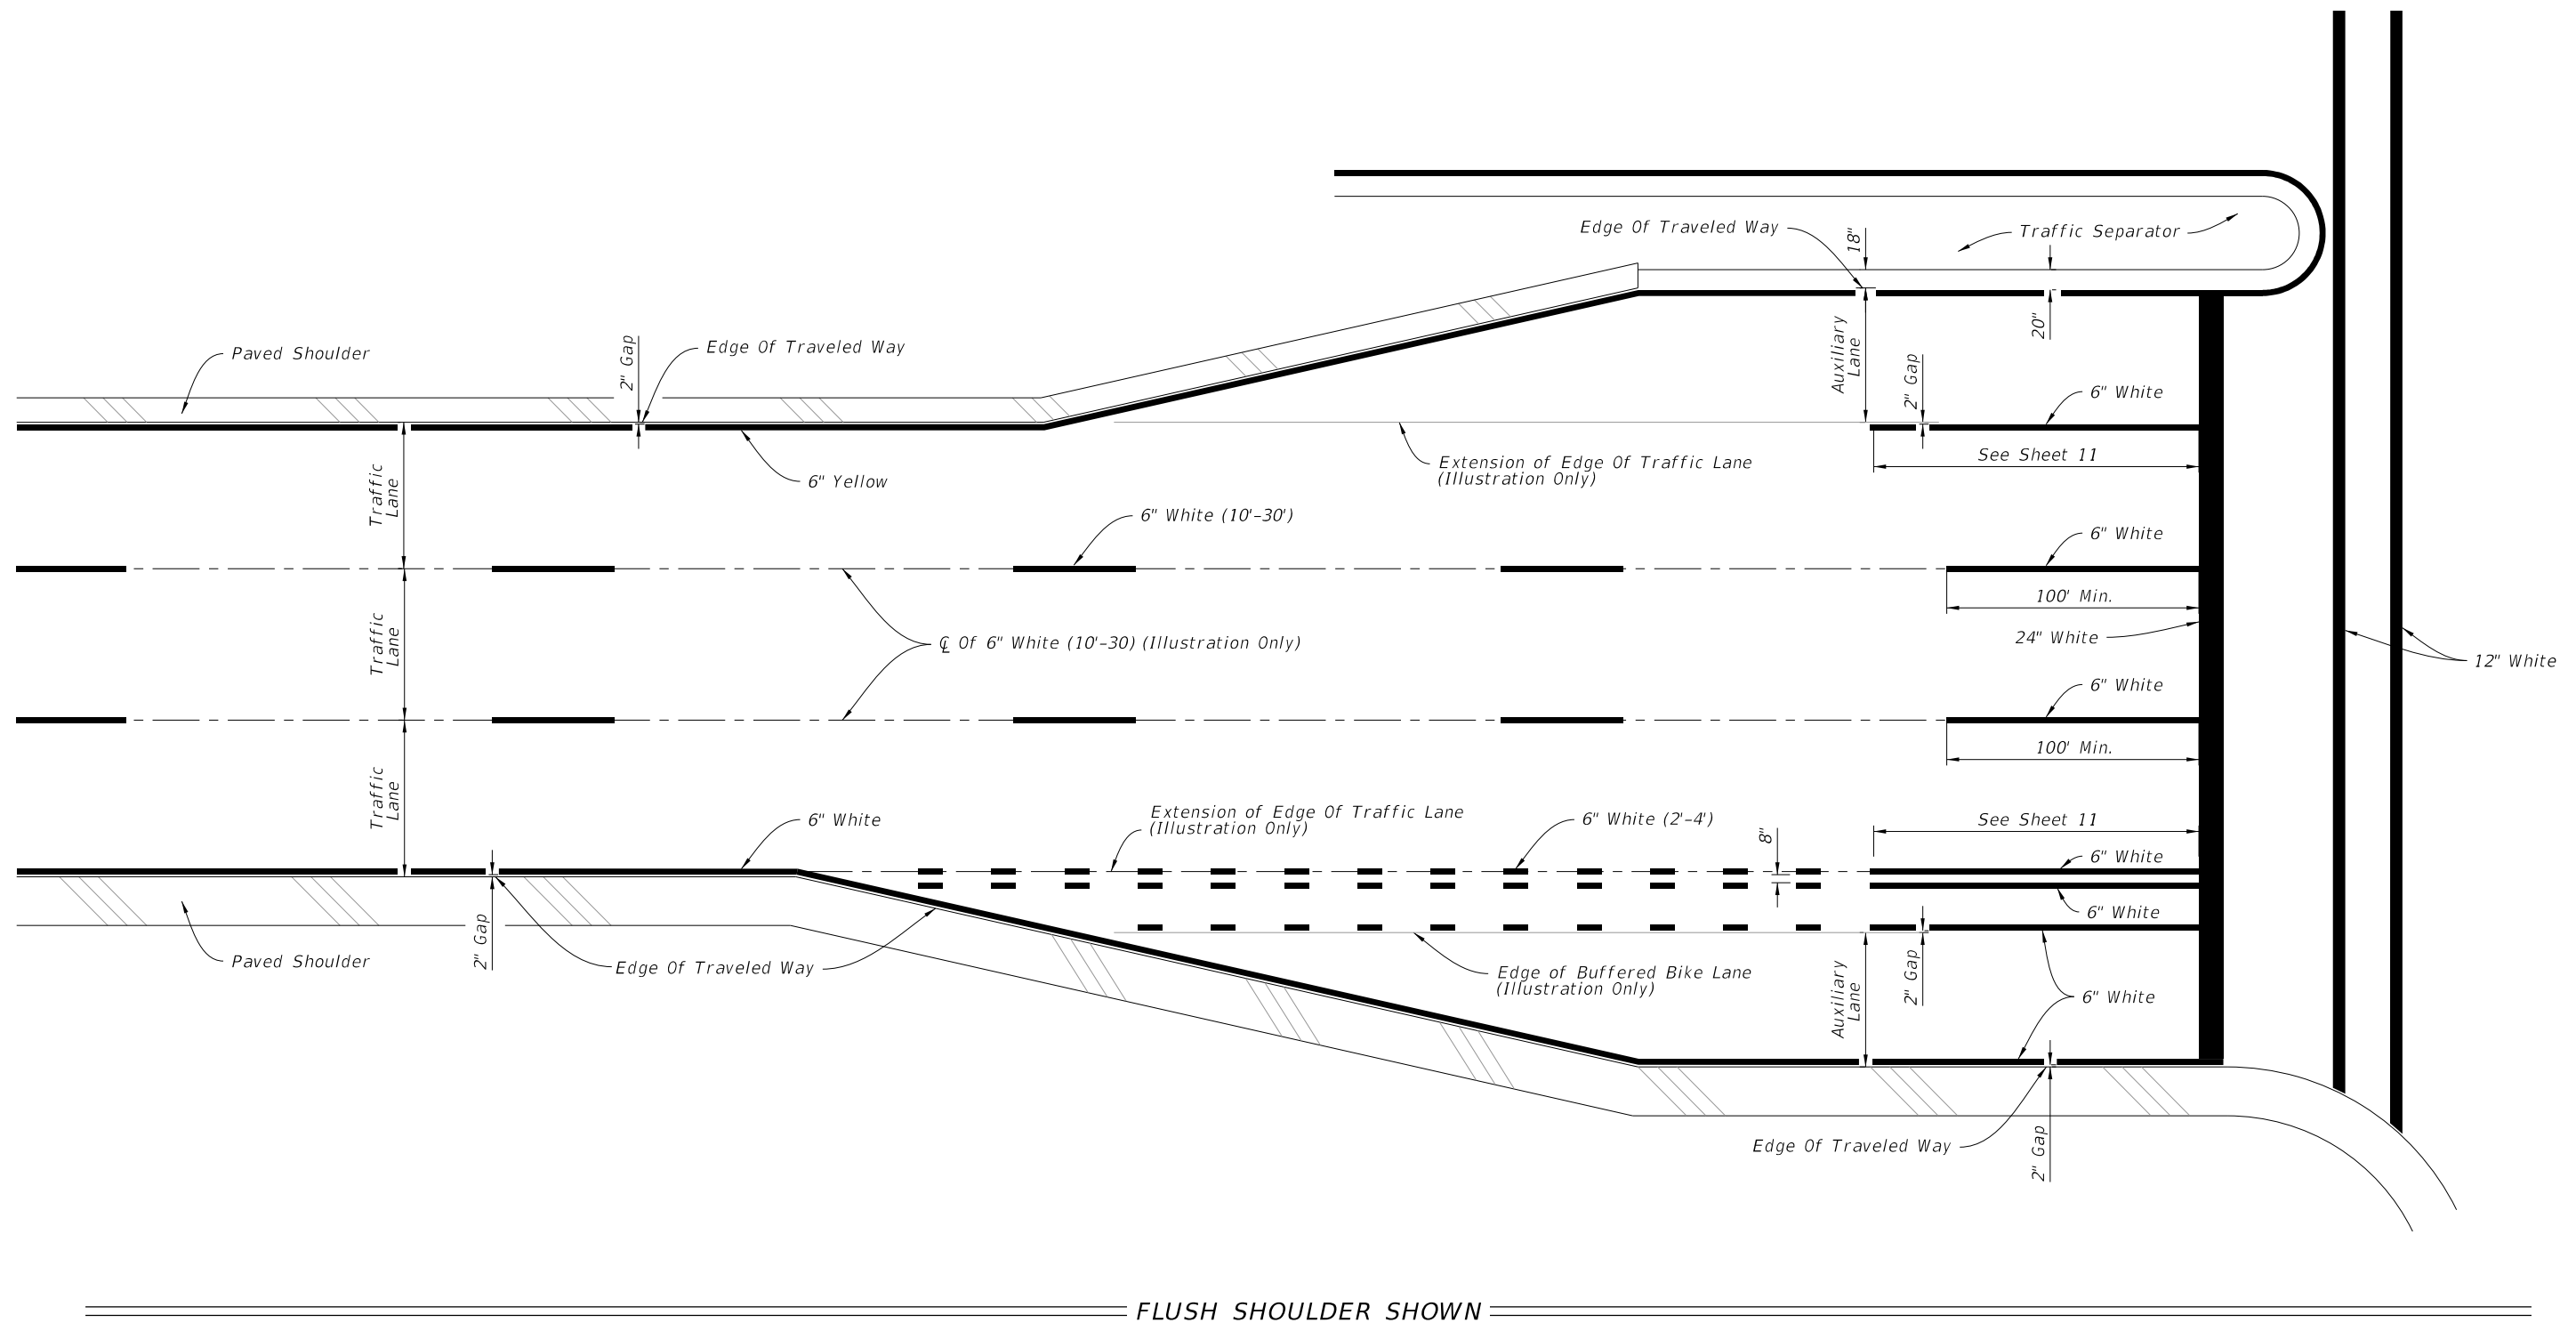 Edge Of Traveled Way
18"
Traffic Separator
20"
Paved Shoulder
2" Gap
Edge Of Traveled Way
Auxiliary
Lane
2" Gap
6" White
See Sheet 11
Extension of Edge Of Traffic Lane
(Illustration Only)
6" Yellow
Traffic
Lane
6" White (10'-30')
6" White
100' Min.
24" White
Traffic
Lane
℄ Of 6" White (10'-30) (Illustration Only)
12" White
6" White
100' Min.
Traffic
Lane
6" White
Extension of Edge Of Traffic Lane
(Illustration Only)
6" White (2'-4')
8"
See Sheet 11
6" White
6" White
Paved Shoulder
2" Gap
Edge Of Traveled Way
Edge of Buffered Bike Lane
(Illustration Only)
Auxiliary
Lane
2" Gap
6" White
Edge Of Traveled Way
2" Gap
FLUSH SHOULDER SHOWN